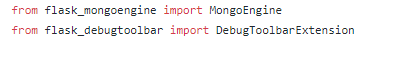 from flask_mongoengine import MongoEngine
from flask_debugtoolbar import DebugToolbarExtension